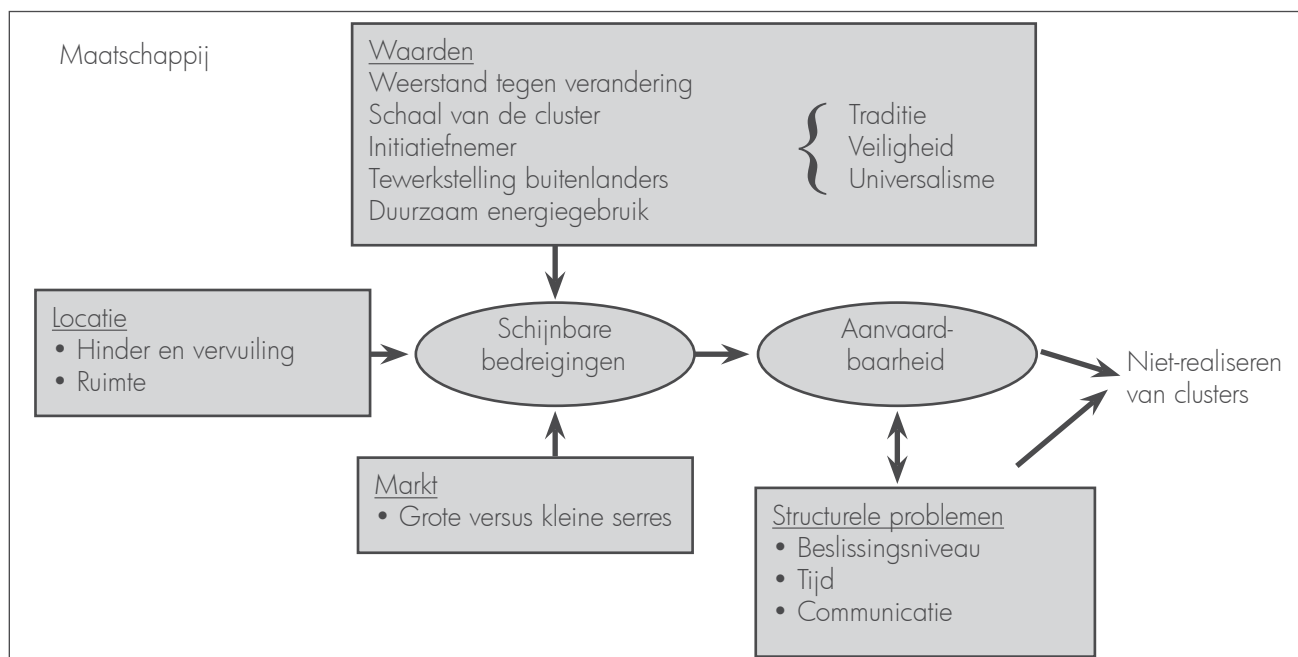 Maatschappij
Waarden
Weerstand tegen verandering
Schaal van de cluster
Initiatiefnemer
Tewerkstelling buitenlanders
Duurzaam energiegebruik
{ Traditie
Veiligheid
Universalisme
Locatie
• Hinder en vervuiling
• Ruimte
Schijnbare
bedreigingen
Aanvaard-
baarheid
Niet-realiseren
van clusters
Markt
• Grote versus kleine serres
Structurele problemen
• Beslissingsniveau
• Tijd
• Communicatie